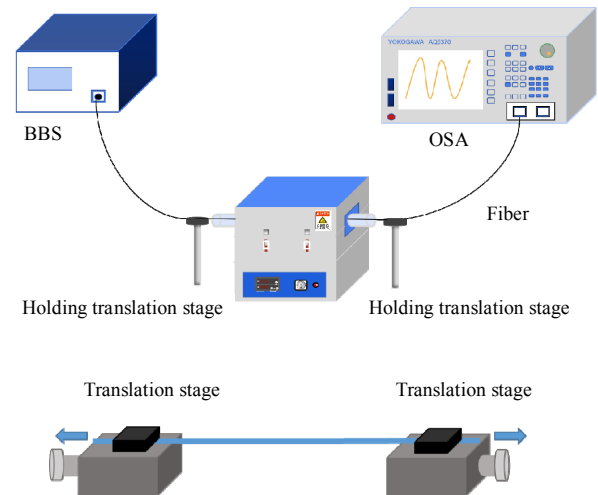 YOKOGAWA AQ6370
BBS
OSA
Fiber
Holding translation stage
Holding translation stage
Translation stage
Translation stage